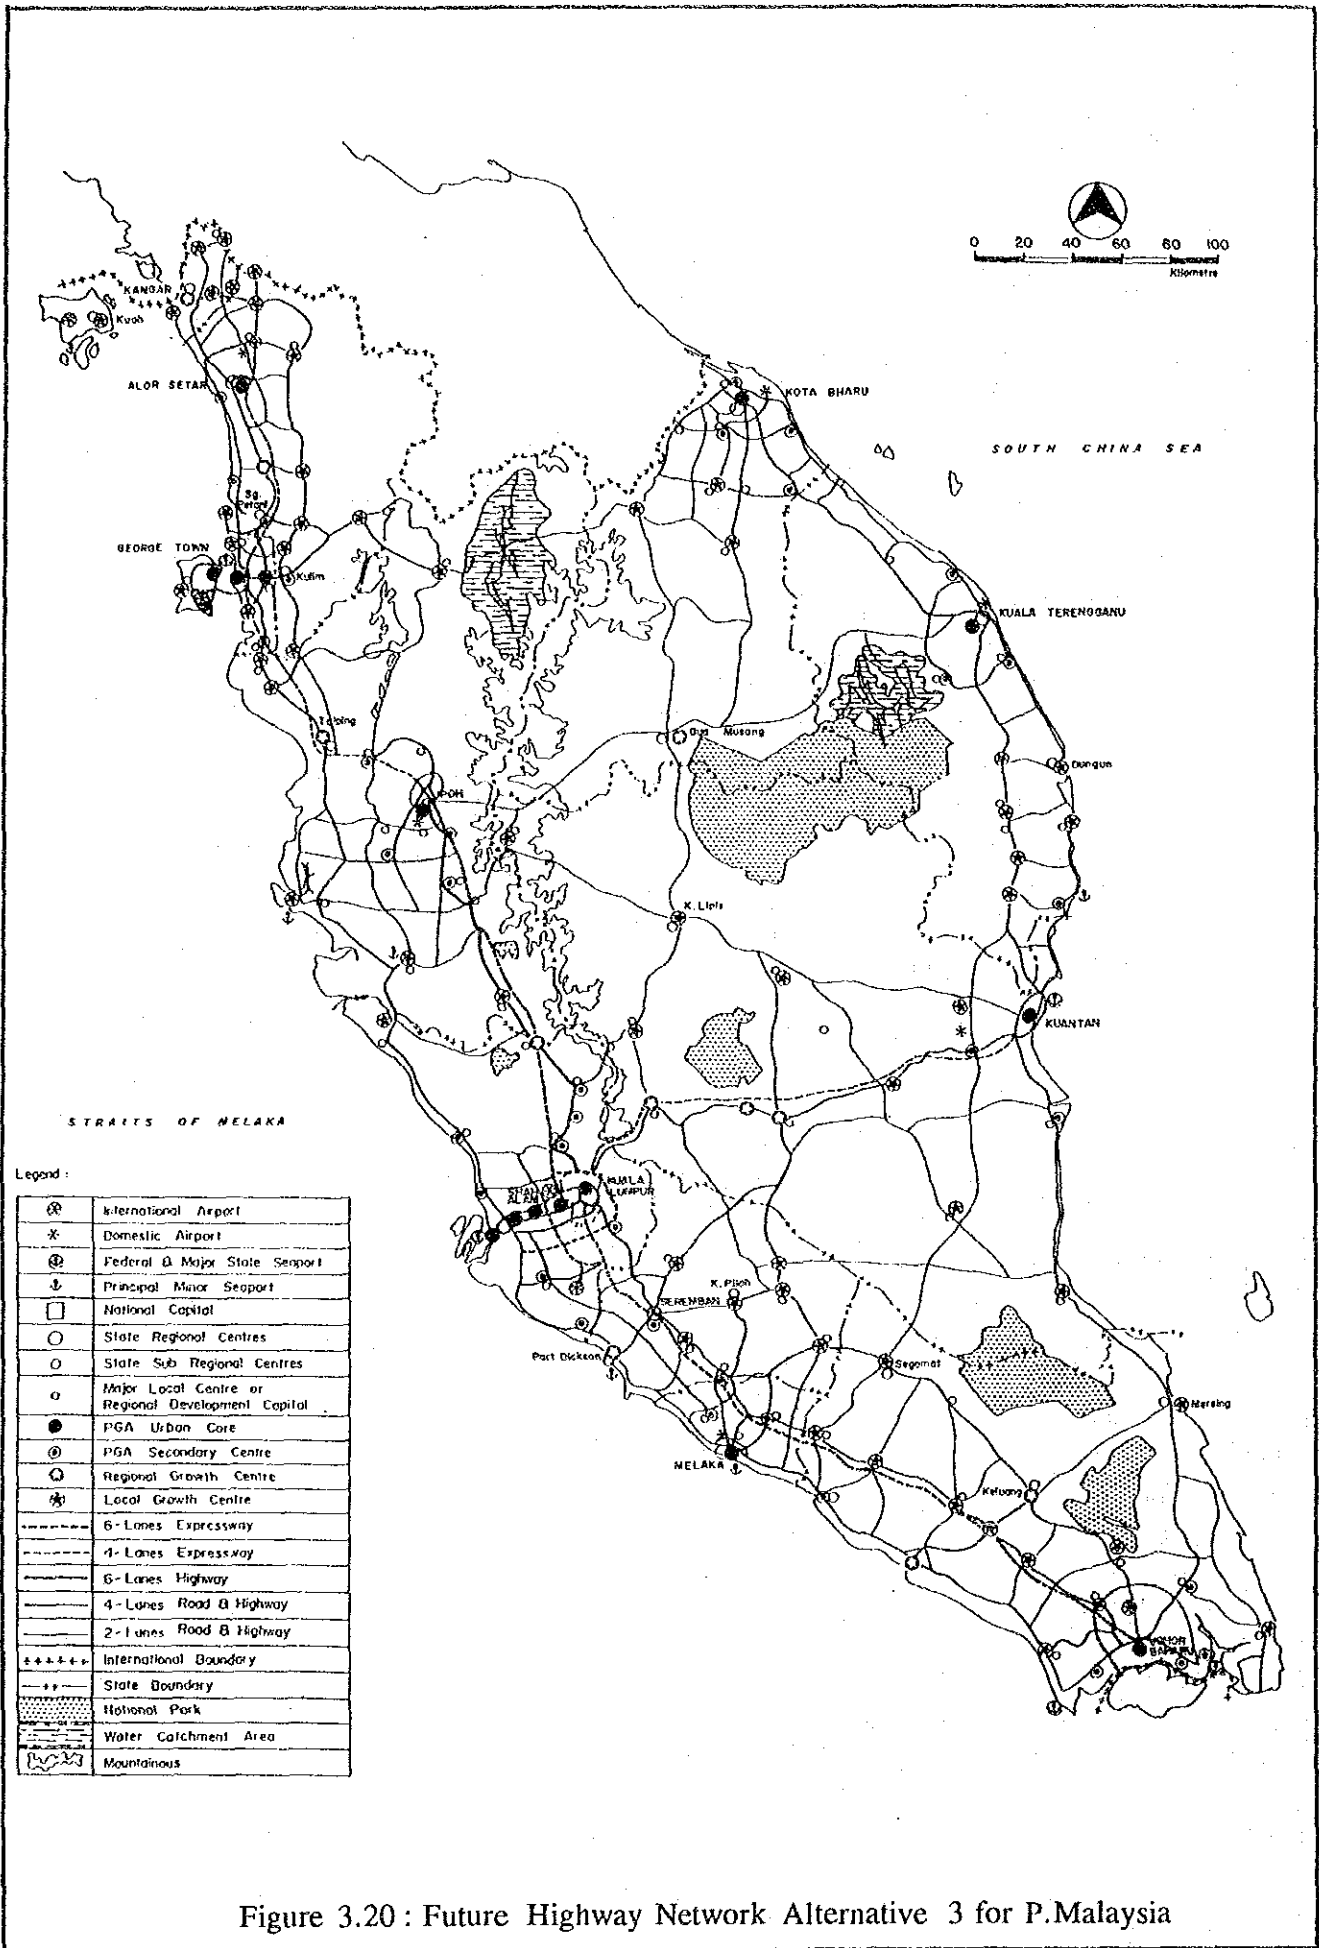 0 20 40 60 80 100
Kilometre
KANGAR
Kuah
ALOR SETAR
KOTA BHARU
SOUTH CHINA SEA
Sg.
Petani
GEORGE TOWN
Kulim
KUALA TERENGGANU
Taiping
Gua Musang
Dungun
IPOH
K. Lipis
KUANTAN
STRAITS OF MELAKA
SHAH
ALAM
KUALA
LUMPUR
K. Pilah
SEREMBAN
Port Dickson
Segamat
Mersing
MELAKA
Keluang
JOHOR
BAHARU
Legend :
International Airport
Domestic Airport
Federal & Major State Seaport
Principal Minor Seaport
National Capital
State Regional Centres
State Sub Regional Centres
Major Local Centre or
Regional Development Capital
PGA Urban Core
PGA Secondary Centre
Regional Growth Centre
Local Growth Centre
6-Lanes Expressway
4-Lanes Expressway
6-Lanes Highway
4-Lanes Road & Highway
2-Lanes Road & Highway
International Boundary
State Boundary
National Park
Water Catchment Area
Mountainous
Figure 3.20 : Future Highway Network Alternative 3 for P.Malaysia